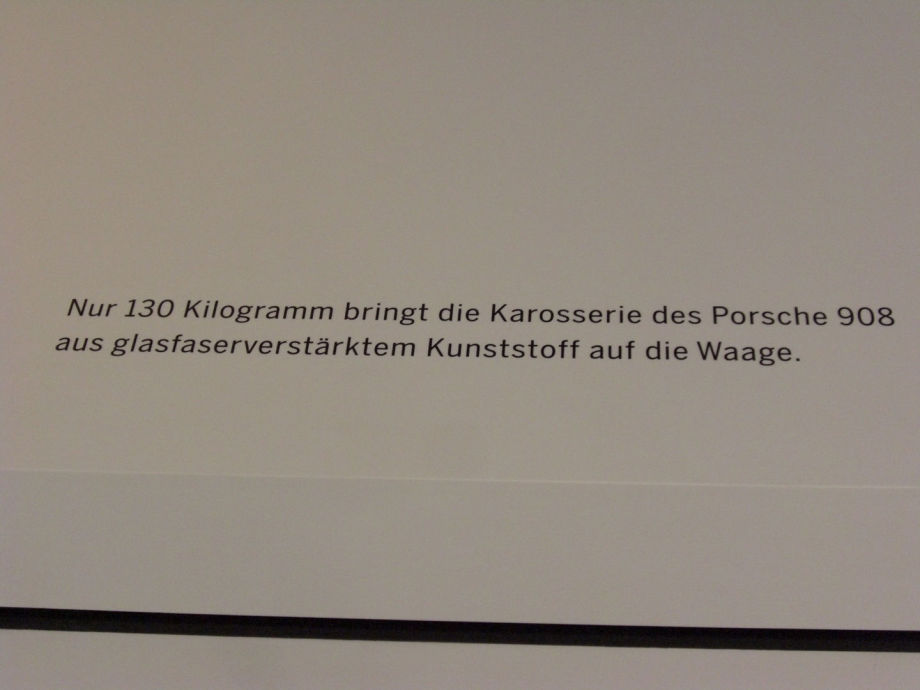 Nur 130 Kilogramm bringt die Karosserie des Porsche 908
aus glasfaserverstärktem Kunststoff auf die Waage.